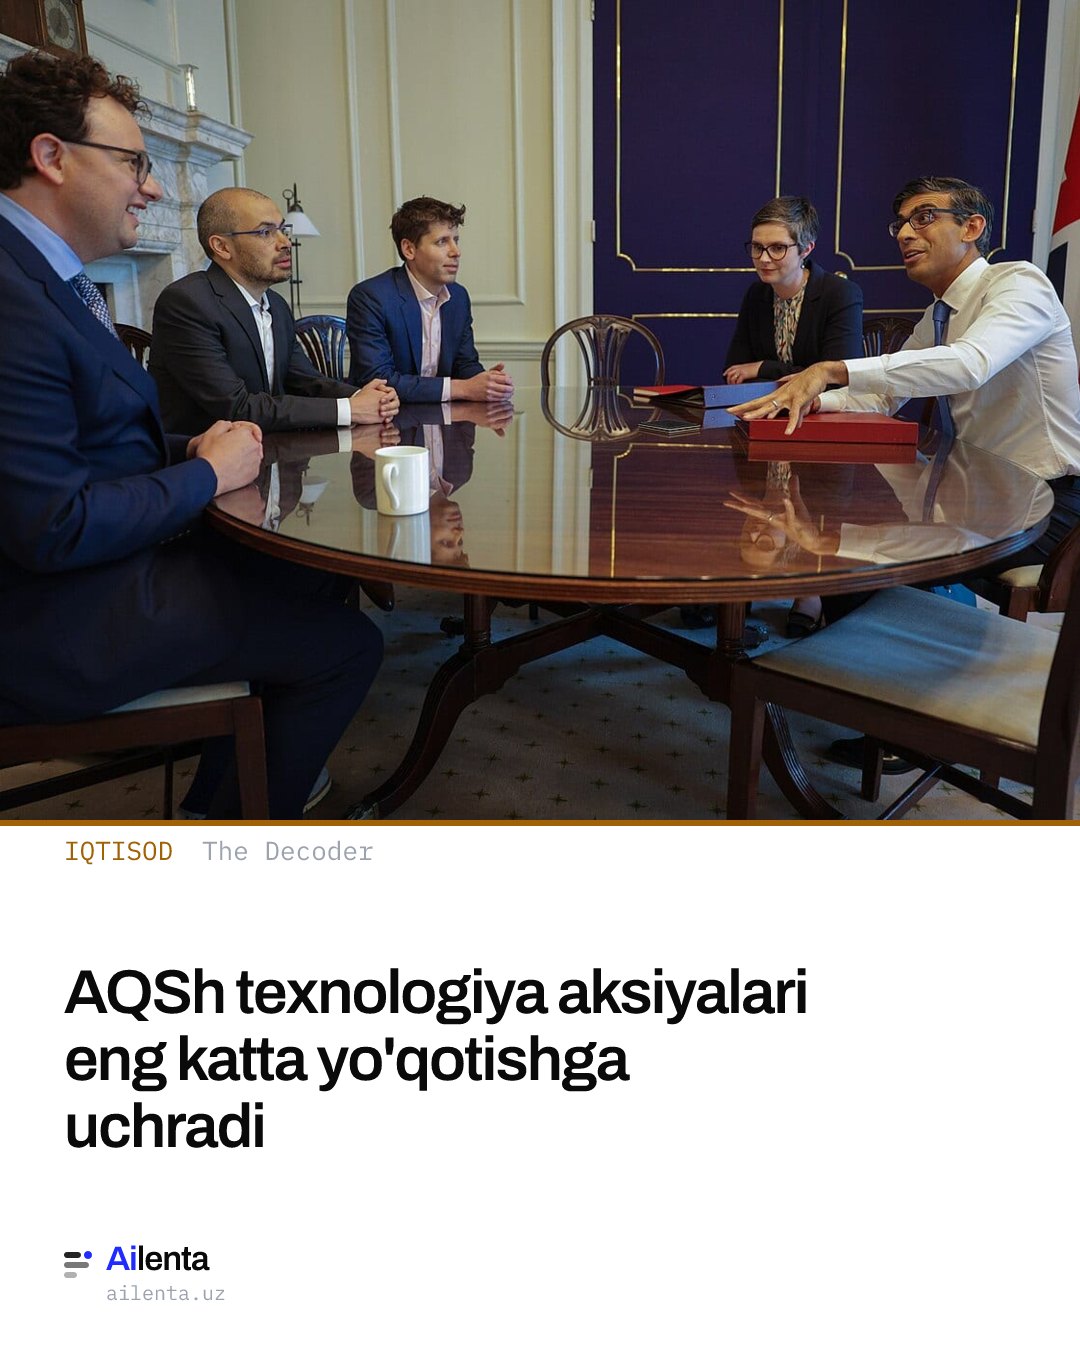 IQTISOD The Decoder
AQSh texnologiya aksiyalari
eng katta yo'qotishga
uchradi
Ailenta
ailenta.uz